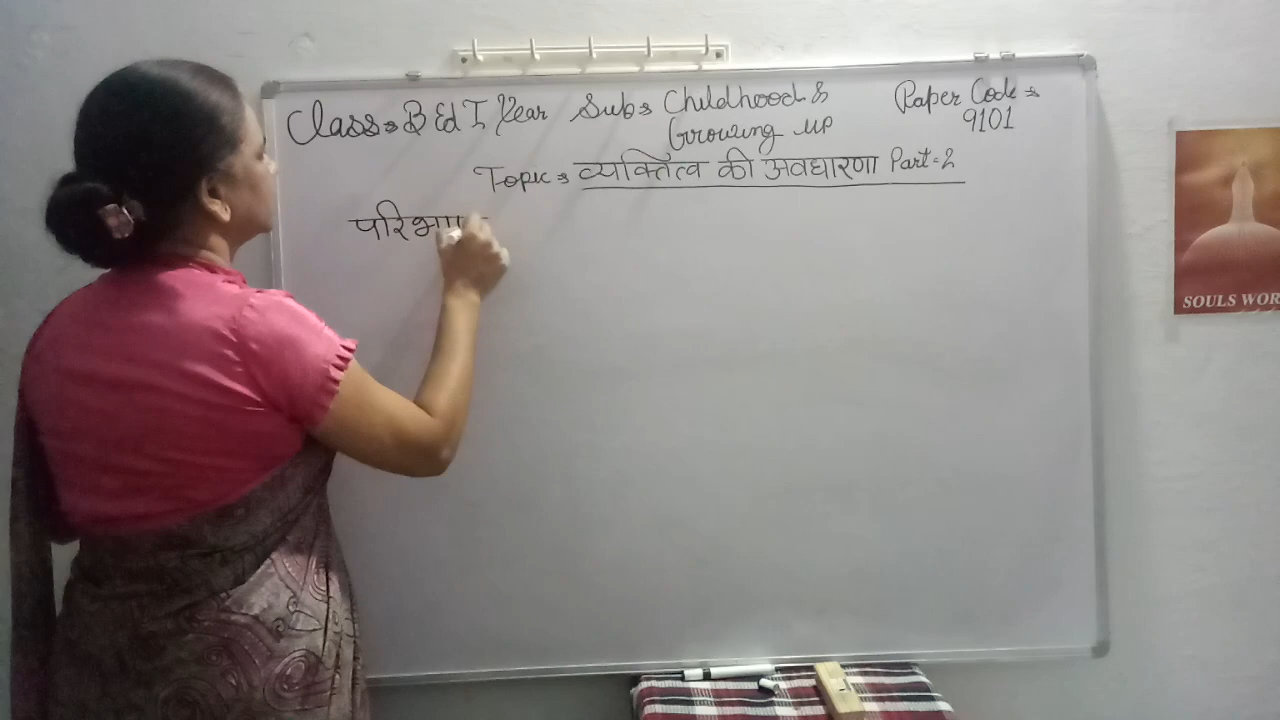 Class:- B Ed I Year Sub:- Childhood & Growing up
Paper Code :- 9101
Topic :- व्यक्तित्व की अवधारणा Part-2
परिभा
SOULS WOR